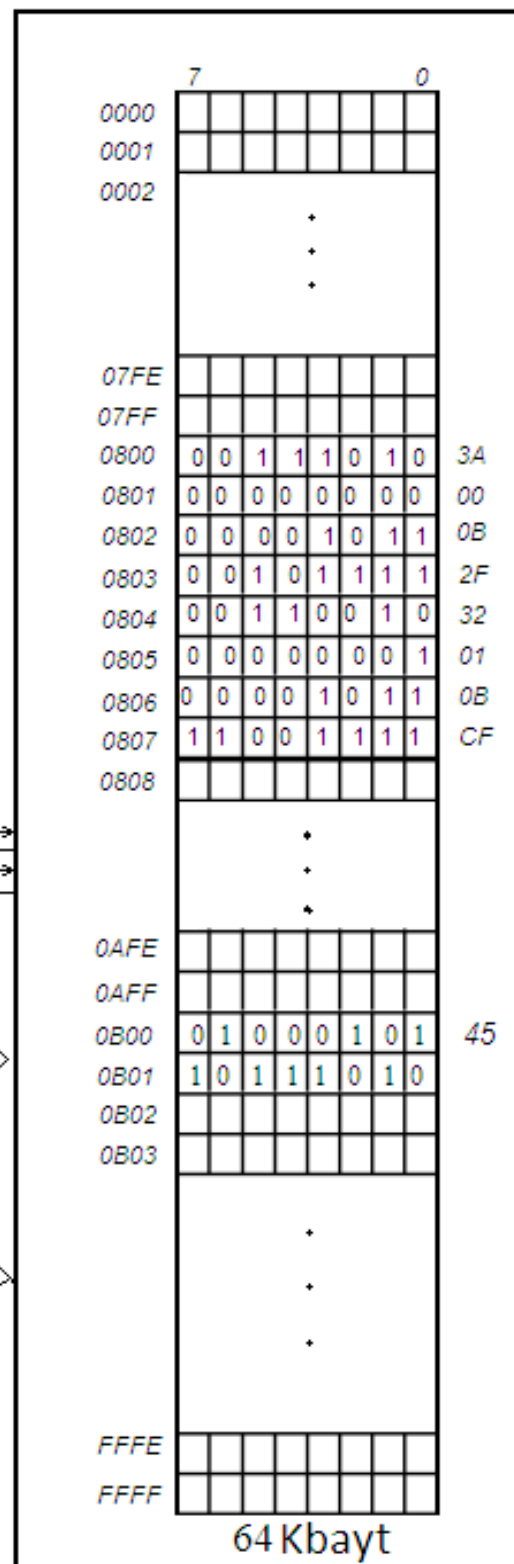 7 0
0000
0001
0002
07FE
07FF
0800 0 0 1 1 1 0 1 0 3A
0801 0 0 0 0 0 0 0 0 00
0802 0 0 0 0 1 0 1 1 0B
0803 0 0 1 0 1 1 1 1 2F
0804 0 0 1 1 0 0 1 0 32
0805 0 0 0 0 0 0 0 1 01
0806 0 0 0 0 1 0 1 1 0B
0807 1 1 0 0 1 1 1 1 CF
0808
0AFE
0AFF
0B00 0 1 0 0 0 1 0 1 45
0B01 1 0 1 1 1 0 1 0
0B02
0B03
FFFE
FFFF
64 Kbayt